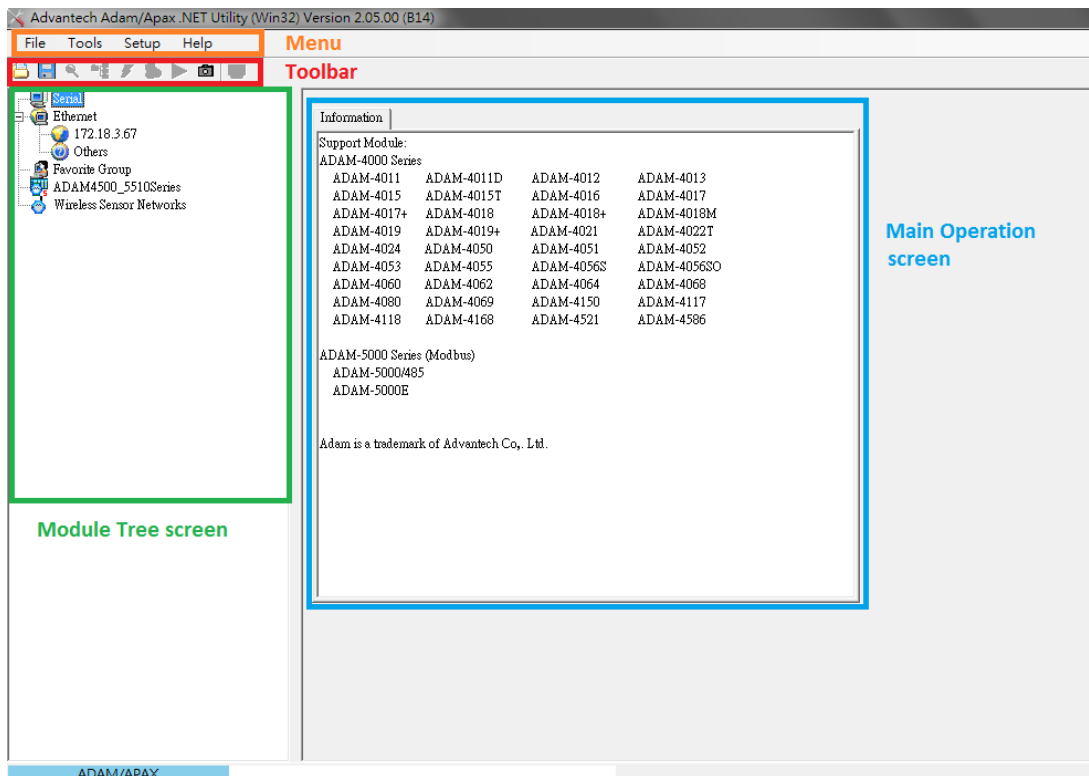 Advantech Adam/Apax .NET Utility (Win32) Version 2.05.00 (B14)
File Tools Setup Help Menu
Toolbar
Serial
Ethernet
172.18.3.67
Others
Favorite Group
ADAM4500_5510Series
Wireless Sensor Networks
Module Tree screen
Information
Support Module:
ADAM-4000 Series
ADAM-4011 ADAM-4011D ADAM-4012 ADAM-4013
ADAM-4015 ADAM-4015T ADAM-4016 ADAM-4017
ADAM-4017+ ADAM-4018 ADAM-4018+ ADAM-4018M
ADAM-4019 ADAM-4019+ ADAM-4021 ADAM-4022T
ADAM-4024 ADAM-4050 ADAM-4051 ADAM-4052
ADAM-4053 ADAM-4055 ADAM-4056S ADAM-4056SO
ADAM-4060 ADAM-4062 ADAM-4064 ADAM-4068
ADAM-4080 ADAM-4069 ADAM-4150 ADAM-4117
ADAM-4118 ADAM-4168 ADAM-4521 ADAM-4586
ADAM-5000 Series (Modbus)
ADAM-5000/485
ADAM-5000E
Adam is a trademark of Advantech Co,. Ltd.
Main Operation
screen
ADAM/APAX